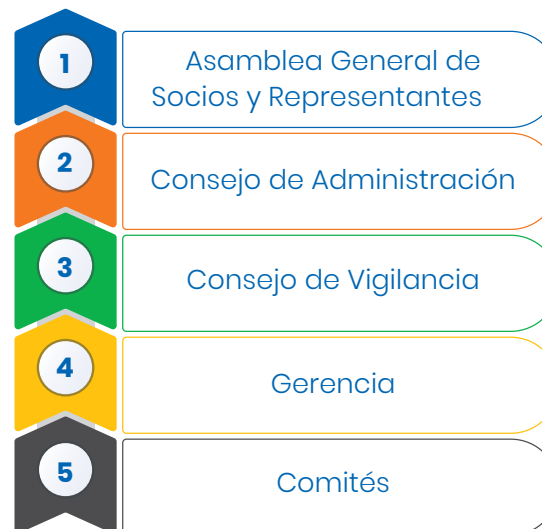 1
Asamblea General de
Socios y Representantes
2
Consejo de Administración
3
Consejo de Vigilancia
4
Gerencia
5
Comités